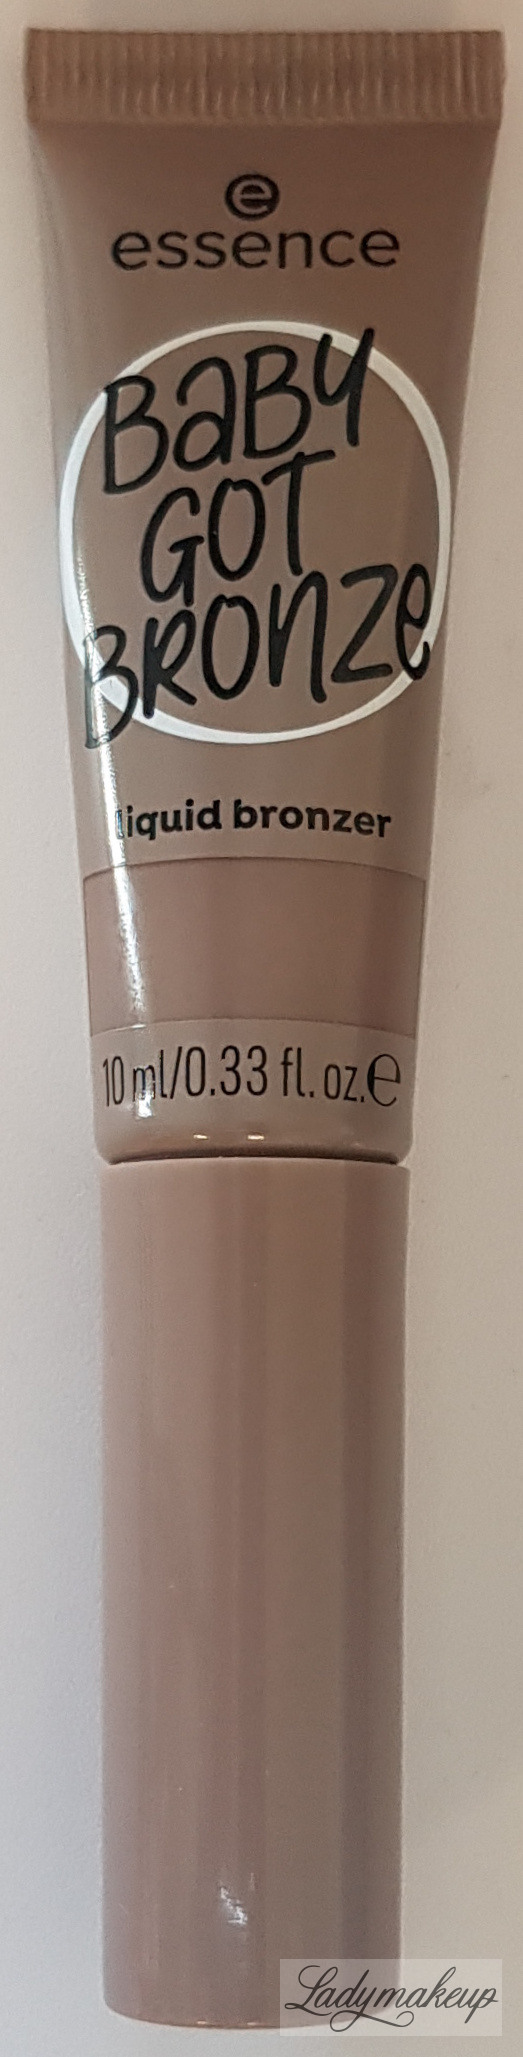 e
essence
BaBy
GOT
BRonze
liquid bronzer
10 ml/0.33 fl. oz. ℮
Ladymakeup